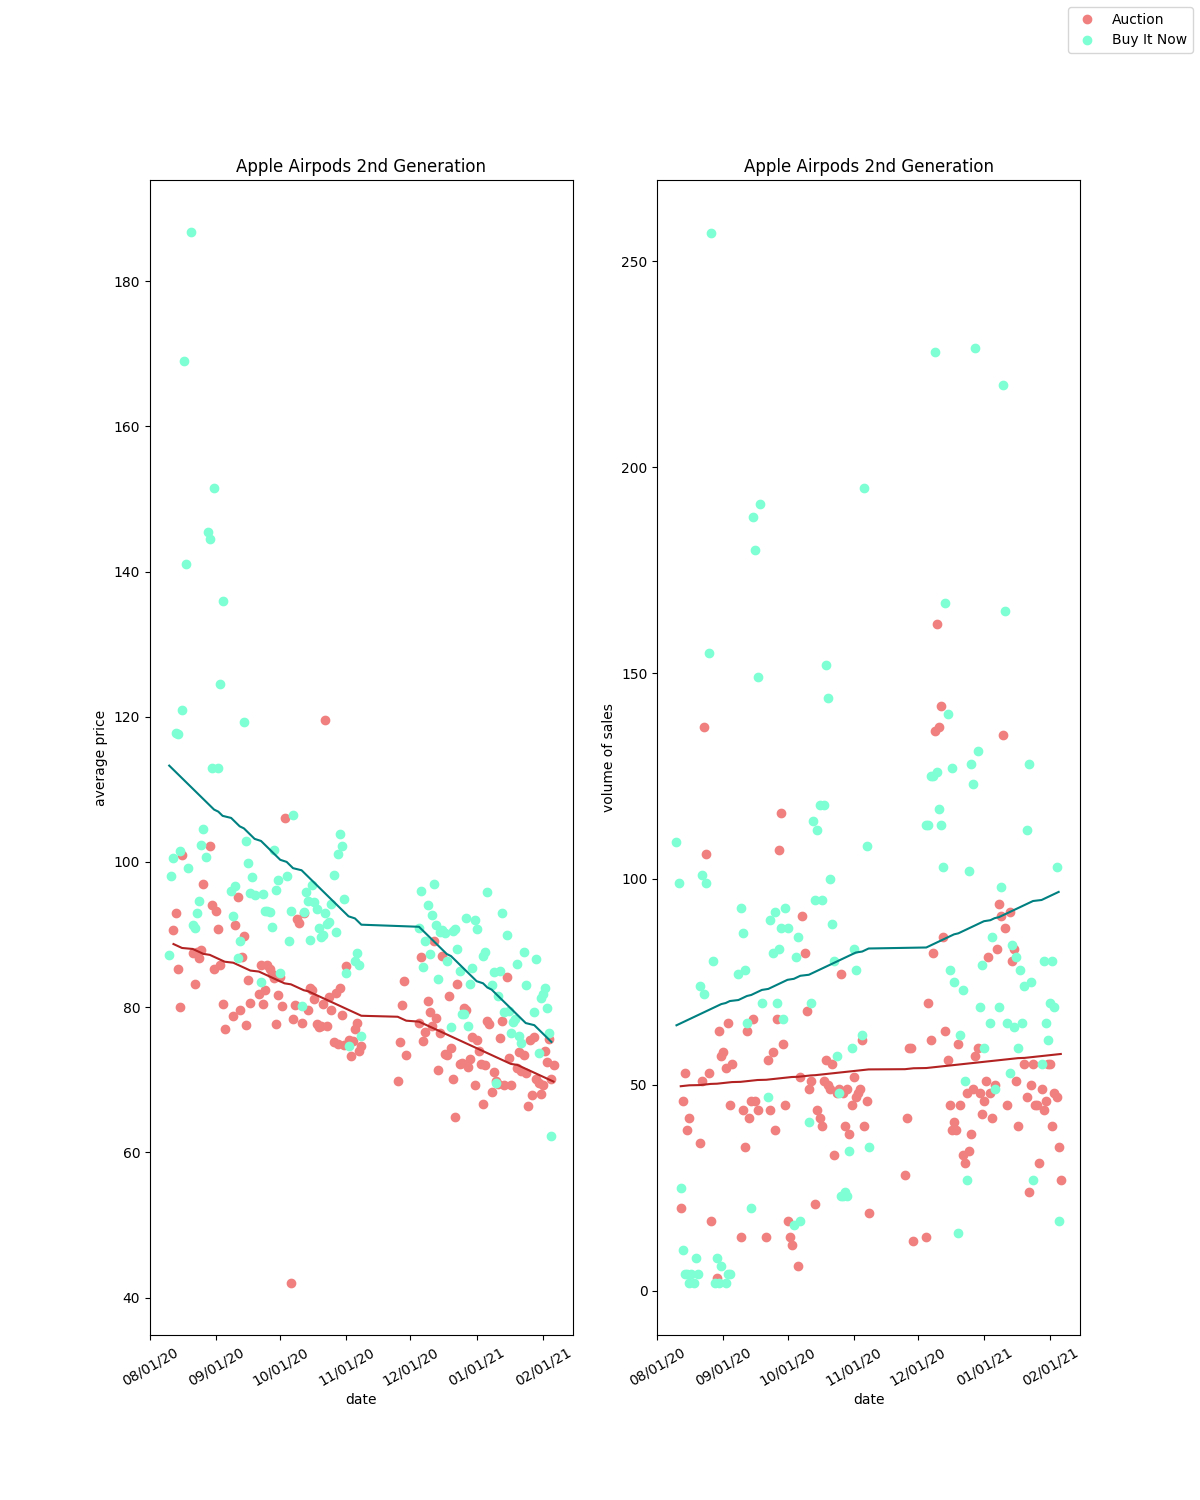 Auction
Buy It Now
Apple Airpods 2nd Generation
Apple Airpods 2nd Generation
average price
180
160
140
120
100
80
60
40
08/01/20 09/01/20 10/01/20 11/01/20 12/01/20 01/01/21 02/01/21
date
volume of sales
250
200
150
100
50
0
08/01/20 09/01/20 10/01/20 11/01/20 12/01/20 01/01/21 02/01/21
date